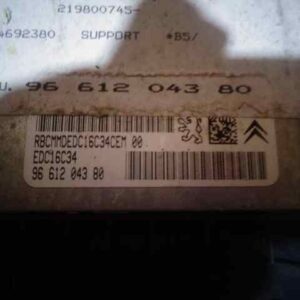 219800745-
4692380 SUPPORT *B5/
U. 96 612 043 80
RBCMMDEDC16C34CEM 00
EDC16C34
96 612 043 80